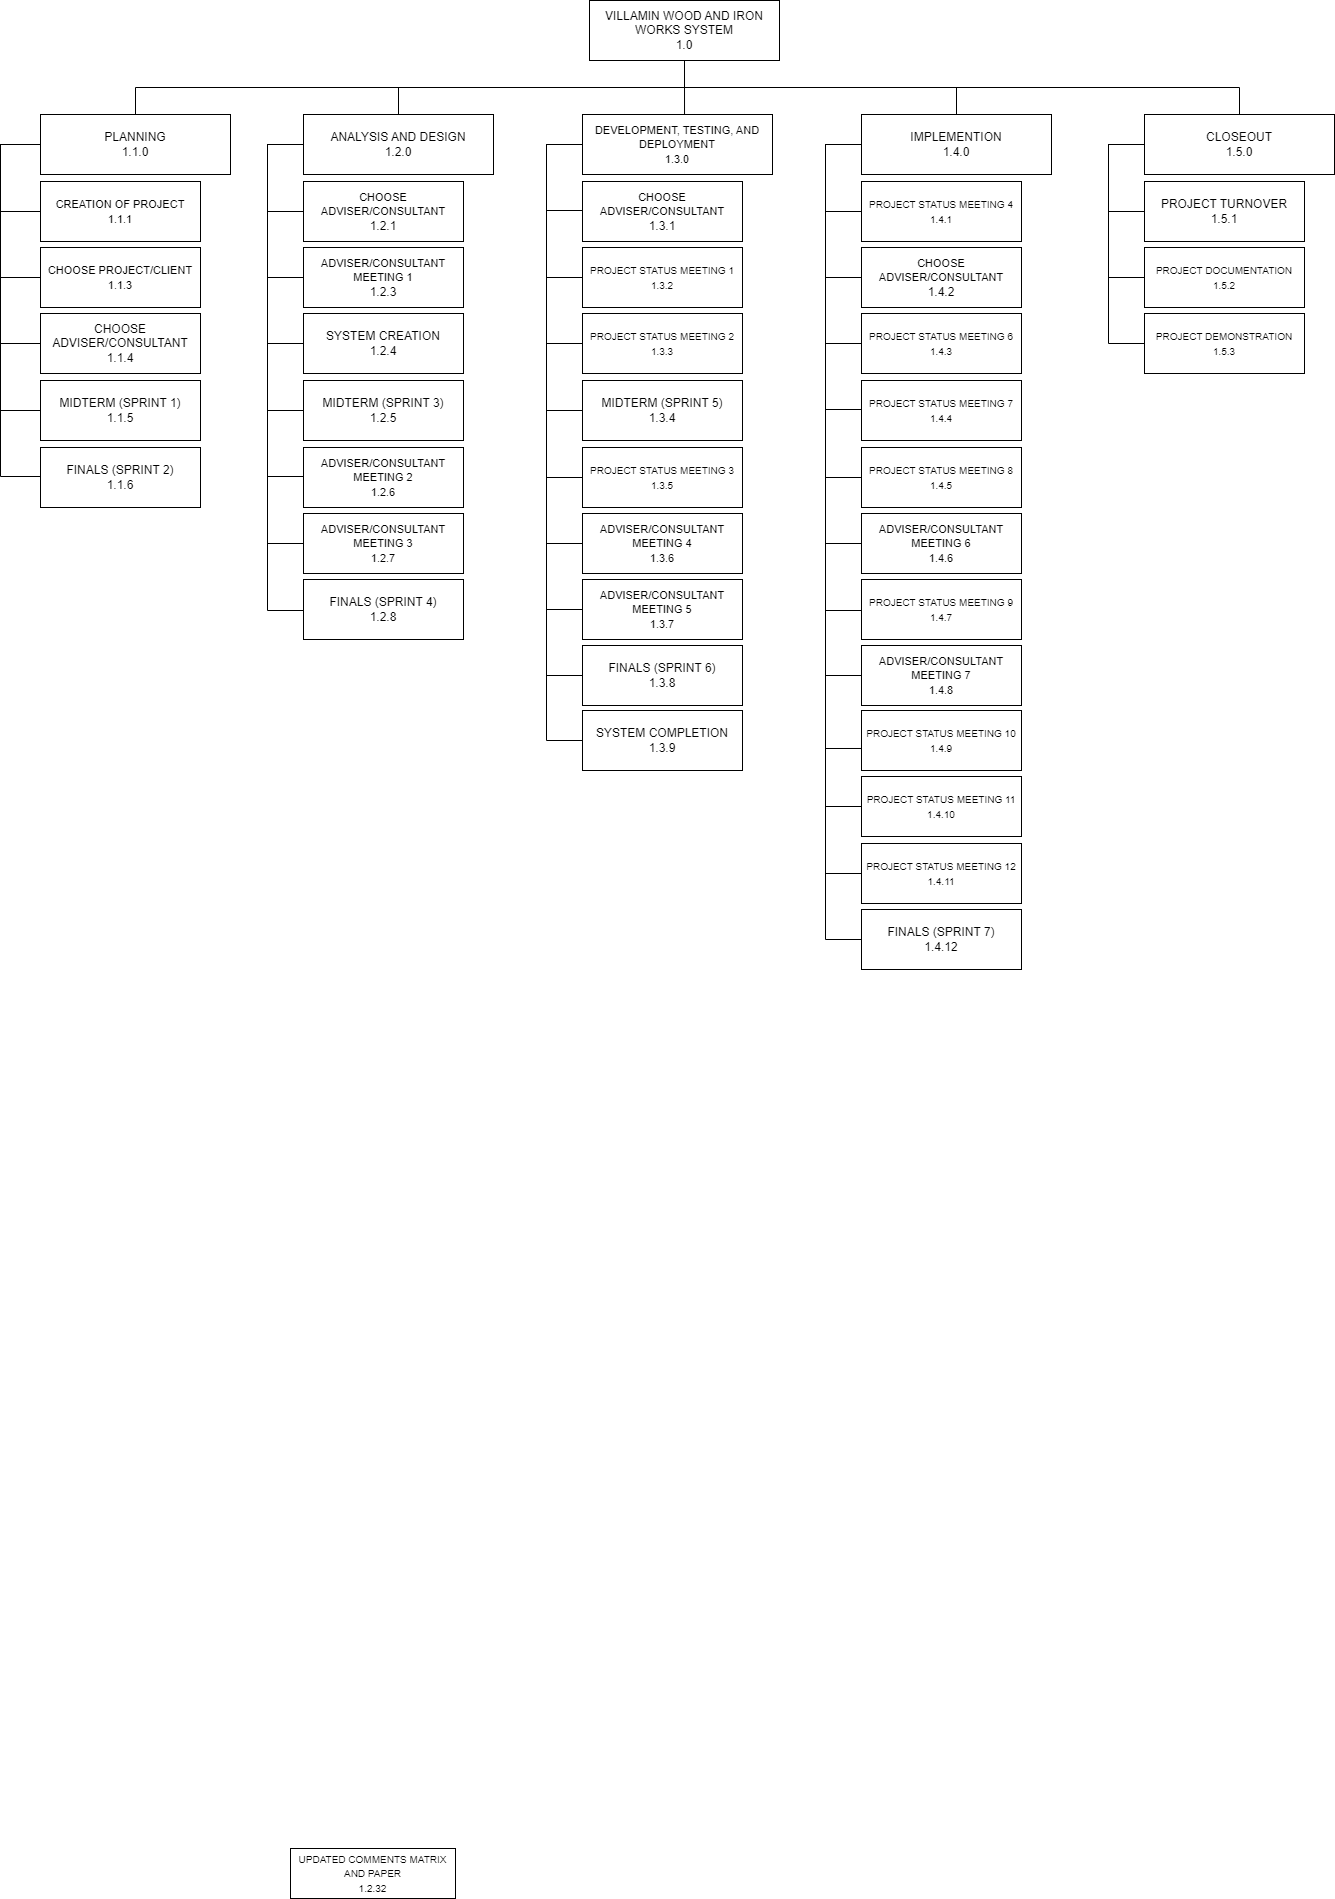 VILLAMIN WOOD AND IRON
WORKS SYSTEM
1.0
PLANNING
1.1.0
CREATION OF PROJECT
1.1.1
CHOOSE PROJECT/CLIENT
1.1.3
CHOOSE
ADVISER/CONSULTANT
1.1.4
MIDTERM (SPRINT 1)
1.1.5
FINALS (SPRINT 2)
1.1.6
ANALYSIS AND DESIGN
1.2.0
CHOOSE
ADVISER/CONSULTANT
1.2.1
ADVISER/CONSULTANT
MEETING 1
1.2.3
SYSTEM CREATION
1.2.4
MIDTERM (SPRINT 3)
1.2.5
ADVISER/CONSULTANT
MEETING 2
1.2.6
ADVISER/CONSULTANT
MEETING 3
1.2.7
FINALS (SPRINT 4)
1.2.8
DEVELOPMENT, TESTING, AND
DEPLOYMENT
1.3.0
CHOOSE
ADVISER/CONSULTANT
1.3.1
PROJECT STATUS MEETING 1
1.3.2
PROJECT STATUS MEETING 2
1.3.3
MIDTERM (SPRINT 5)
1.3.4
PROJECT STATUS MEETING 3
1.3.5
ADVISER/CONSULTANT
MEETING 4
1.3.6
ADVISER/CONSULTANT
MEETING 5
1.3.7
FINALS (SPRINT 6)
1.3.8
SYSTEM COMPLETION
1.3.9
IMPLEMENTION
1.4.0
PROJECT STATUS MEETING 4
1.4.1
CHOOSE
ADVISER/CONSULTANT
1.4.2
PROJECT STATUS MEETING 6
1.4.3
PROJECT STATUS MEETING 7
1.4.4
PROJECT STATUS MEETING 8
1.4.5
ADVISER/CONSULTANT
MEETING 6
1.4.6
PROJECT STATUS MEETING 9
1.4.7
ADVISER/CONSULTANT
MEETING 7
1.4.8
PROJECT STATUS MEETING 10
1.4.9
PROJECT STATUS MEETING 11
1.4.10
PROJECT STATUS MEETING 12
1.4.11
FINALS (SPRINT 7)
1.4.12
CLOSEOUT
1.5.0
PROJECT TURNOVER
1.5.1
PROJECT DOCUMENTATION
1.5.2
PROJECT DEMONSTRATION
1.5.3
UPDATED COMMENTS MATRIX
AND PAPER
1.2.32